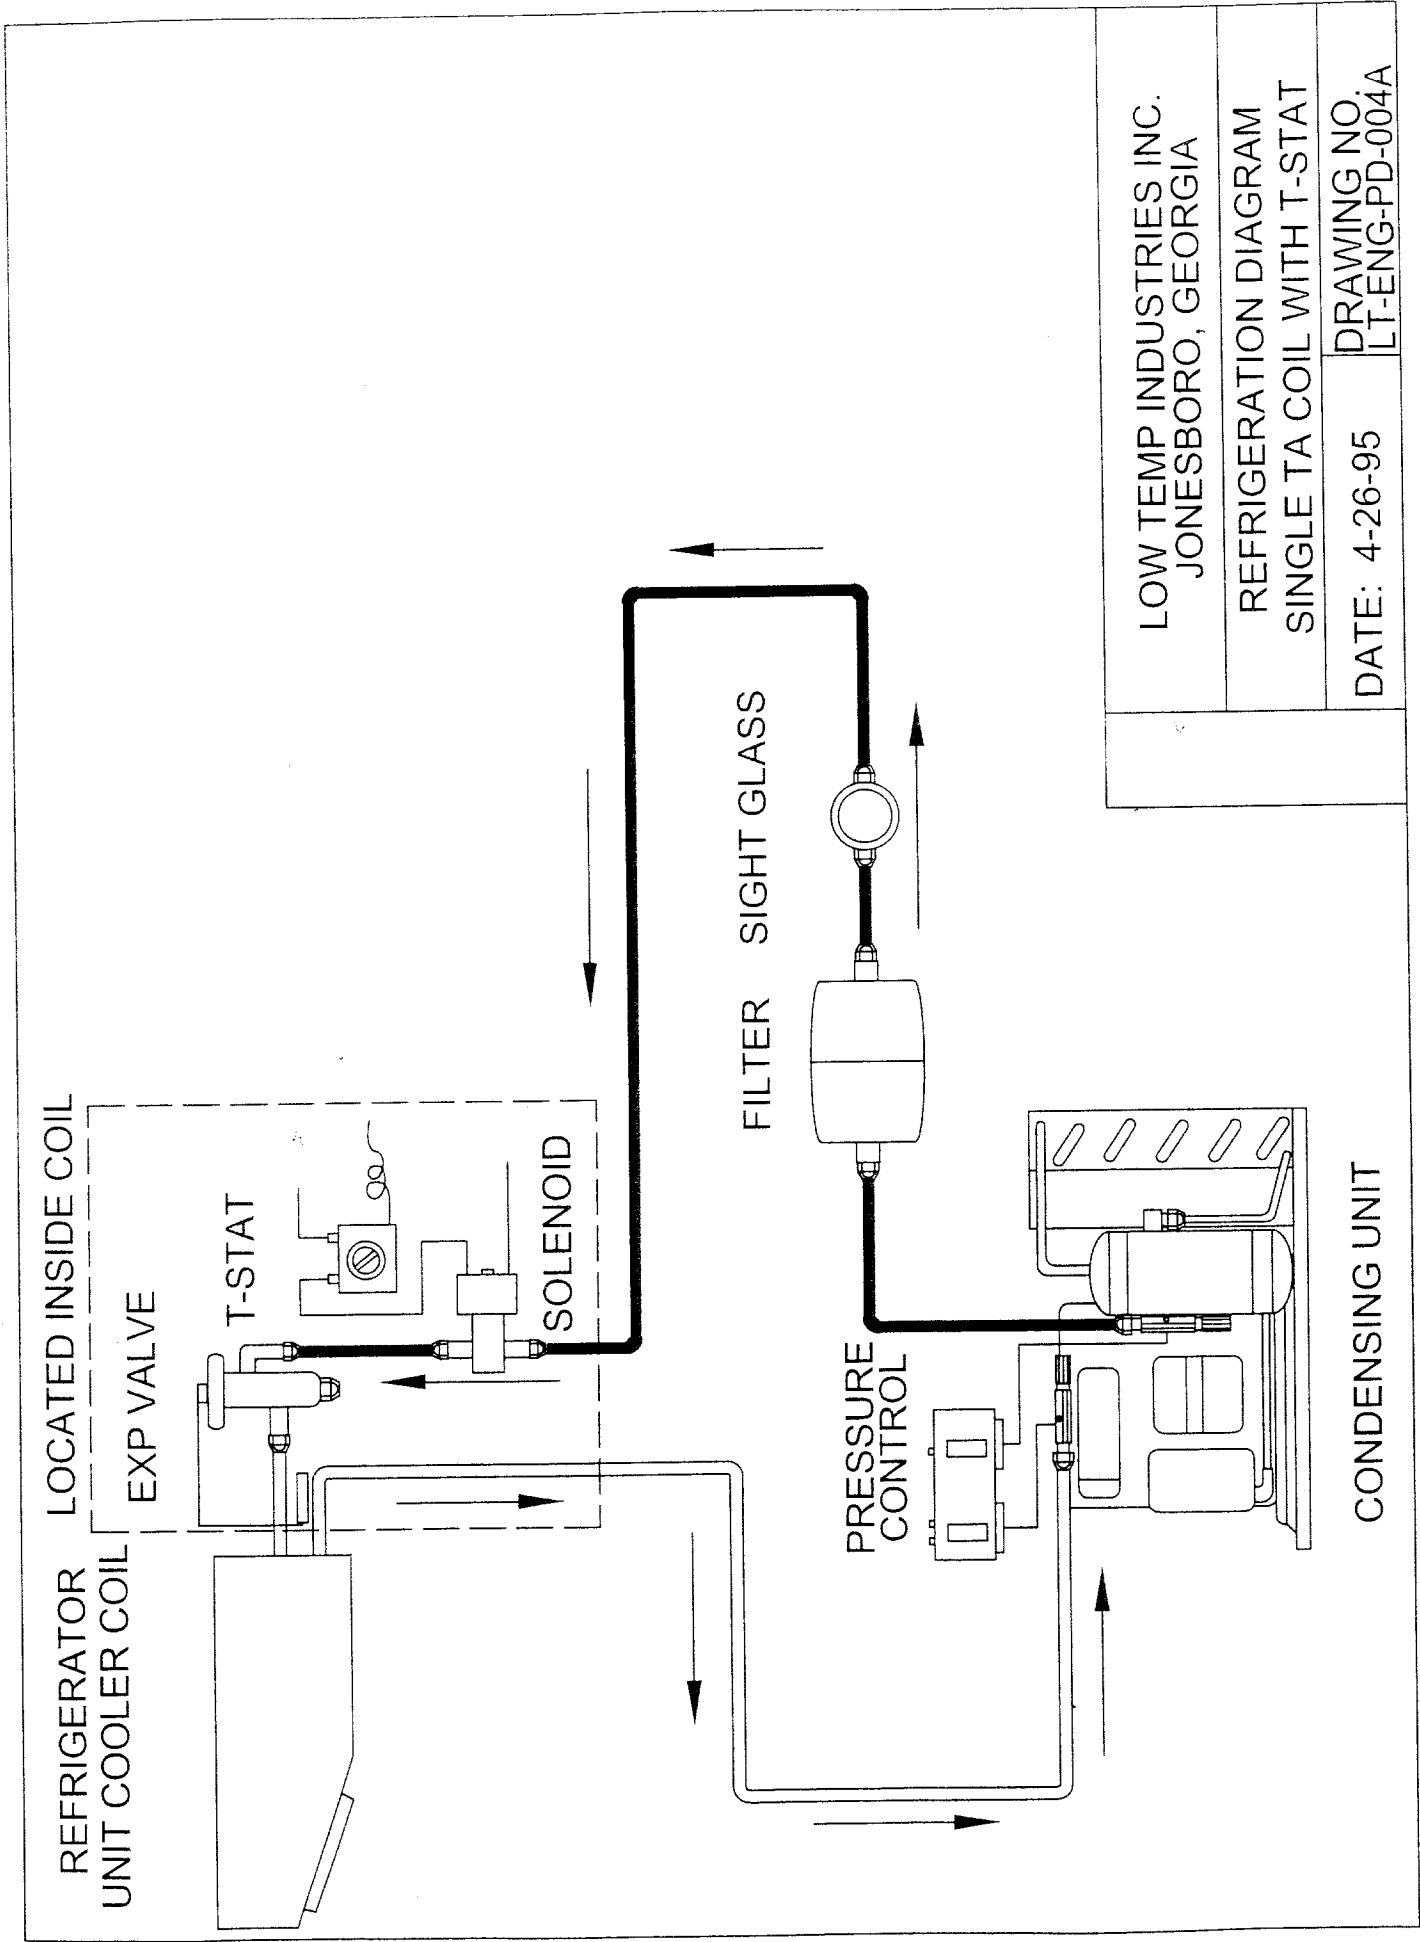 REFRIGERATOR
UNIT COOLER COIL
LOCATED INSIDE COIL
EXP VALVE
T-STAT
SOLENOID
FILTER
SIGHT GLASS
PRESSURE
CONTROL
CONDENSING UNIT
LOW TEMP INDUSTRIES INC.
JONESBORO, GEORGIA
REFRIGERATION DIAGRAM
SINGLE TA COIL WITH T-STAT
DATE: 4-26-95
DRAWING NO.
LT-ENG-PD-004A